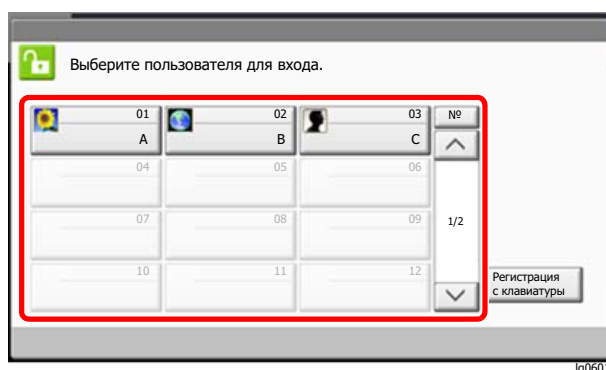 Выберите пользователя для входа.
01 02 03 №
A B C
04 05 06
07 08 09 1/2
10 11 12
Регистрация
с клавиатуры